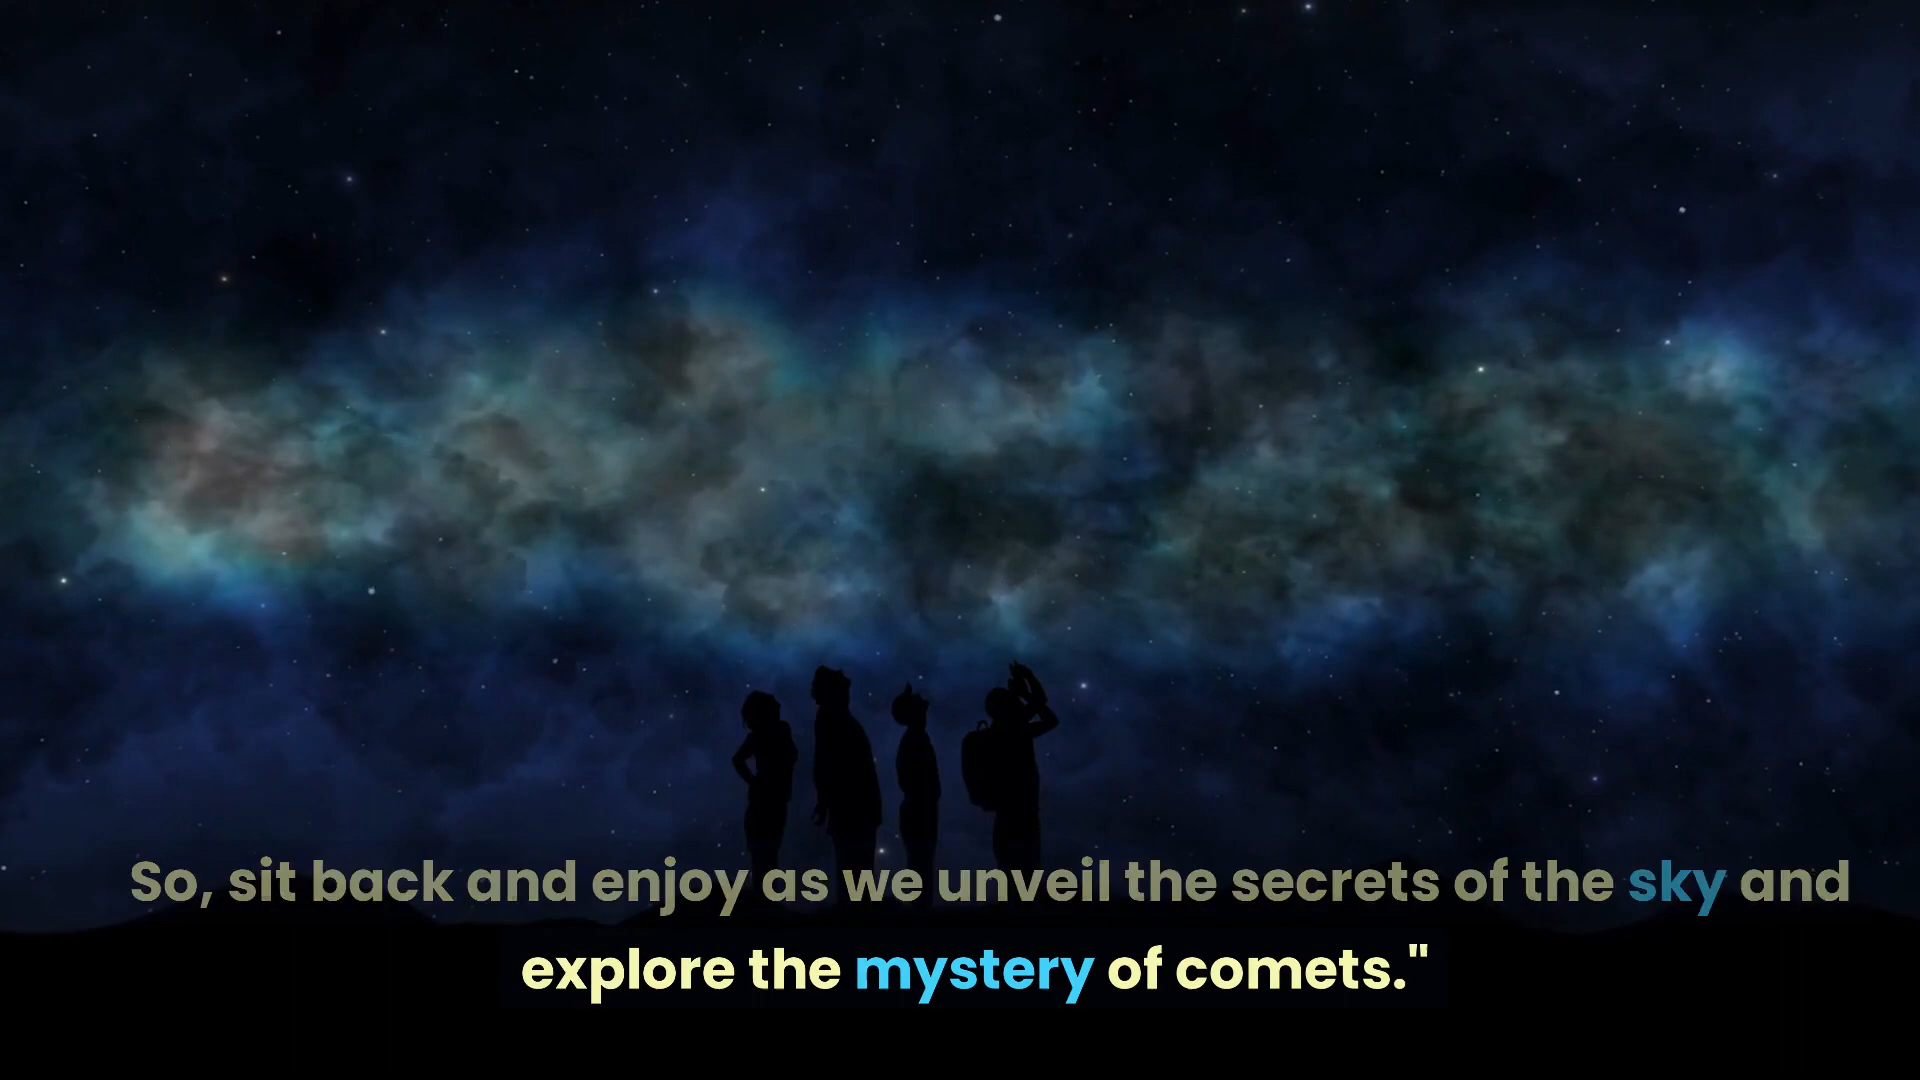 So, sit back and enjoy as we unveil the secrets of the sky and
explore the mystery of comets."